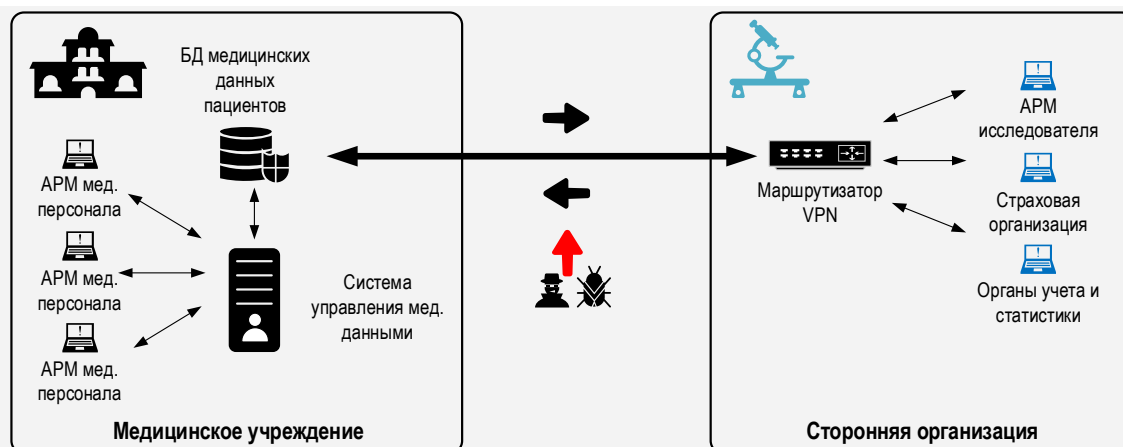 БД медицинских
данных
пациентов
АРМ мед.
персонала
АРМ мед.
персонала
АРМ мед.
персонала
Система
управления мед.
данными
Медицинское учреждение
Маршрутизатор
VPN
АРМ
исследователя
Страховая
организация
Органы учета и
статистики
Сторонняя организация